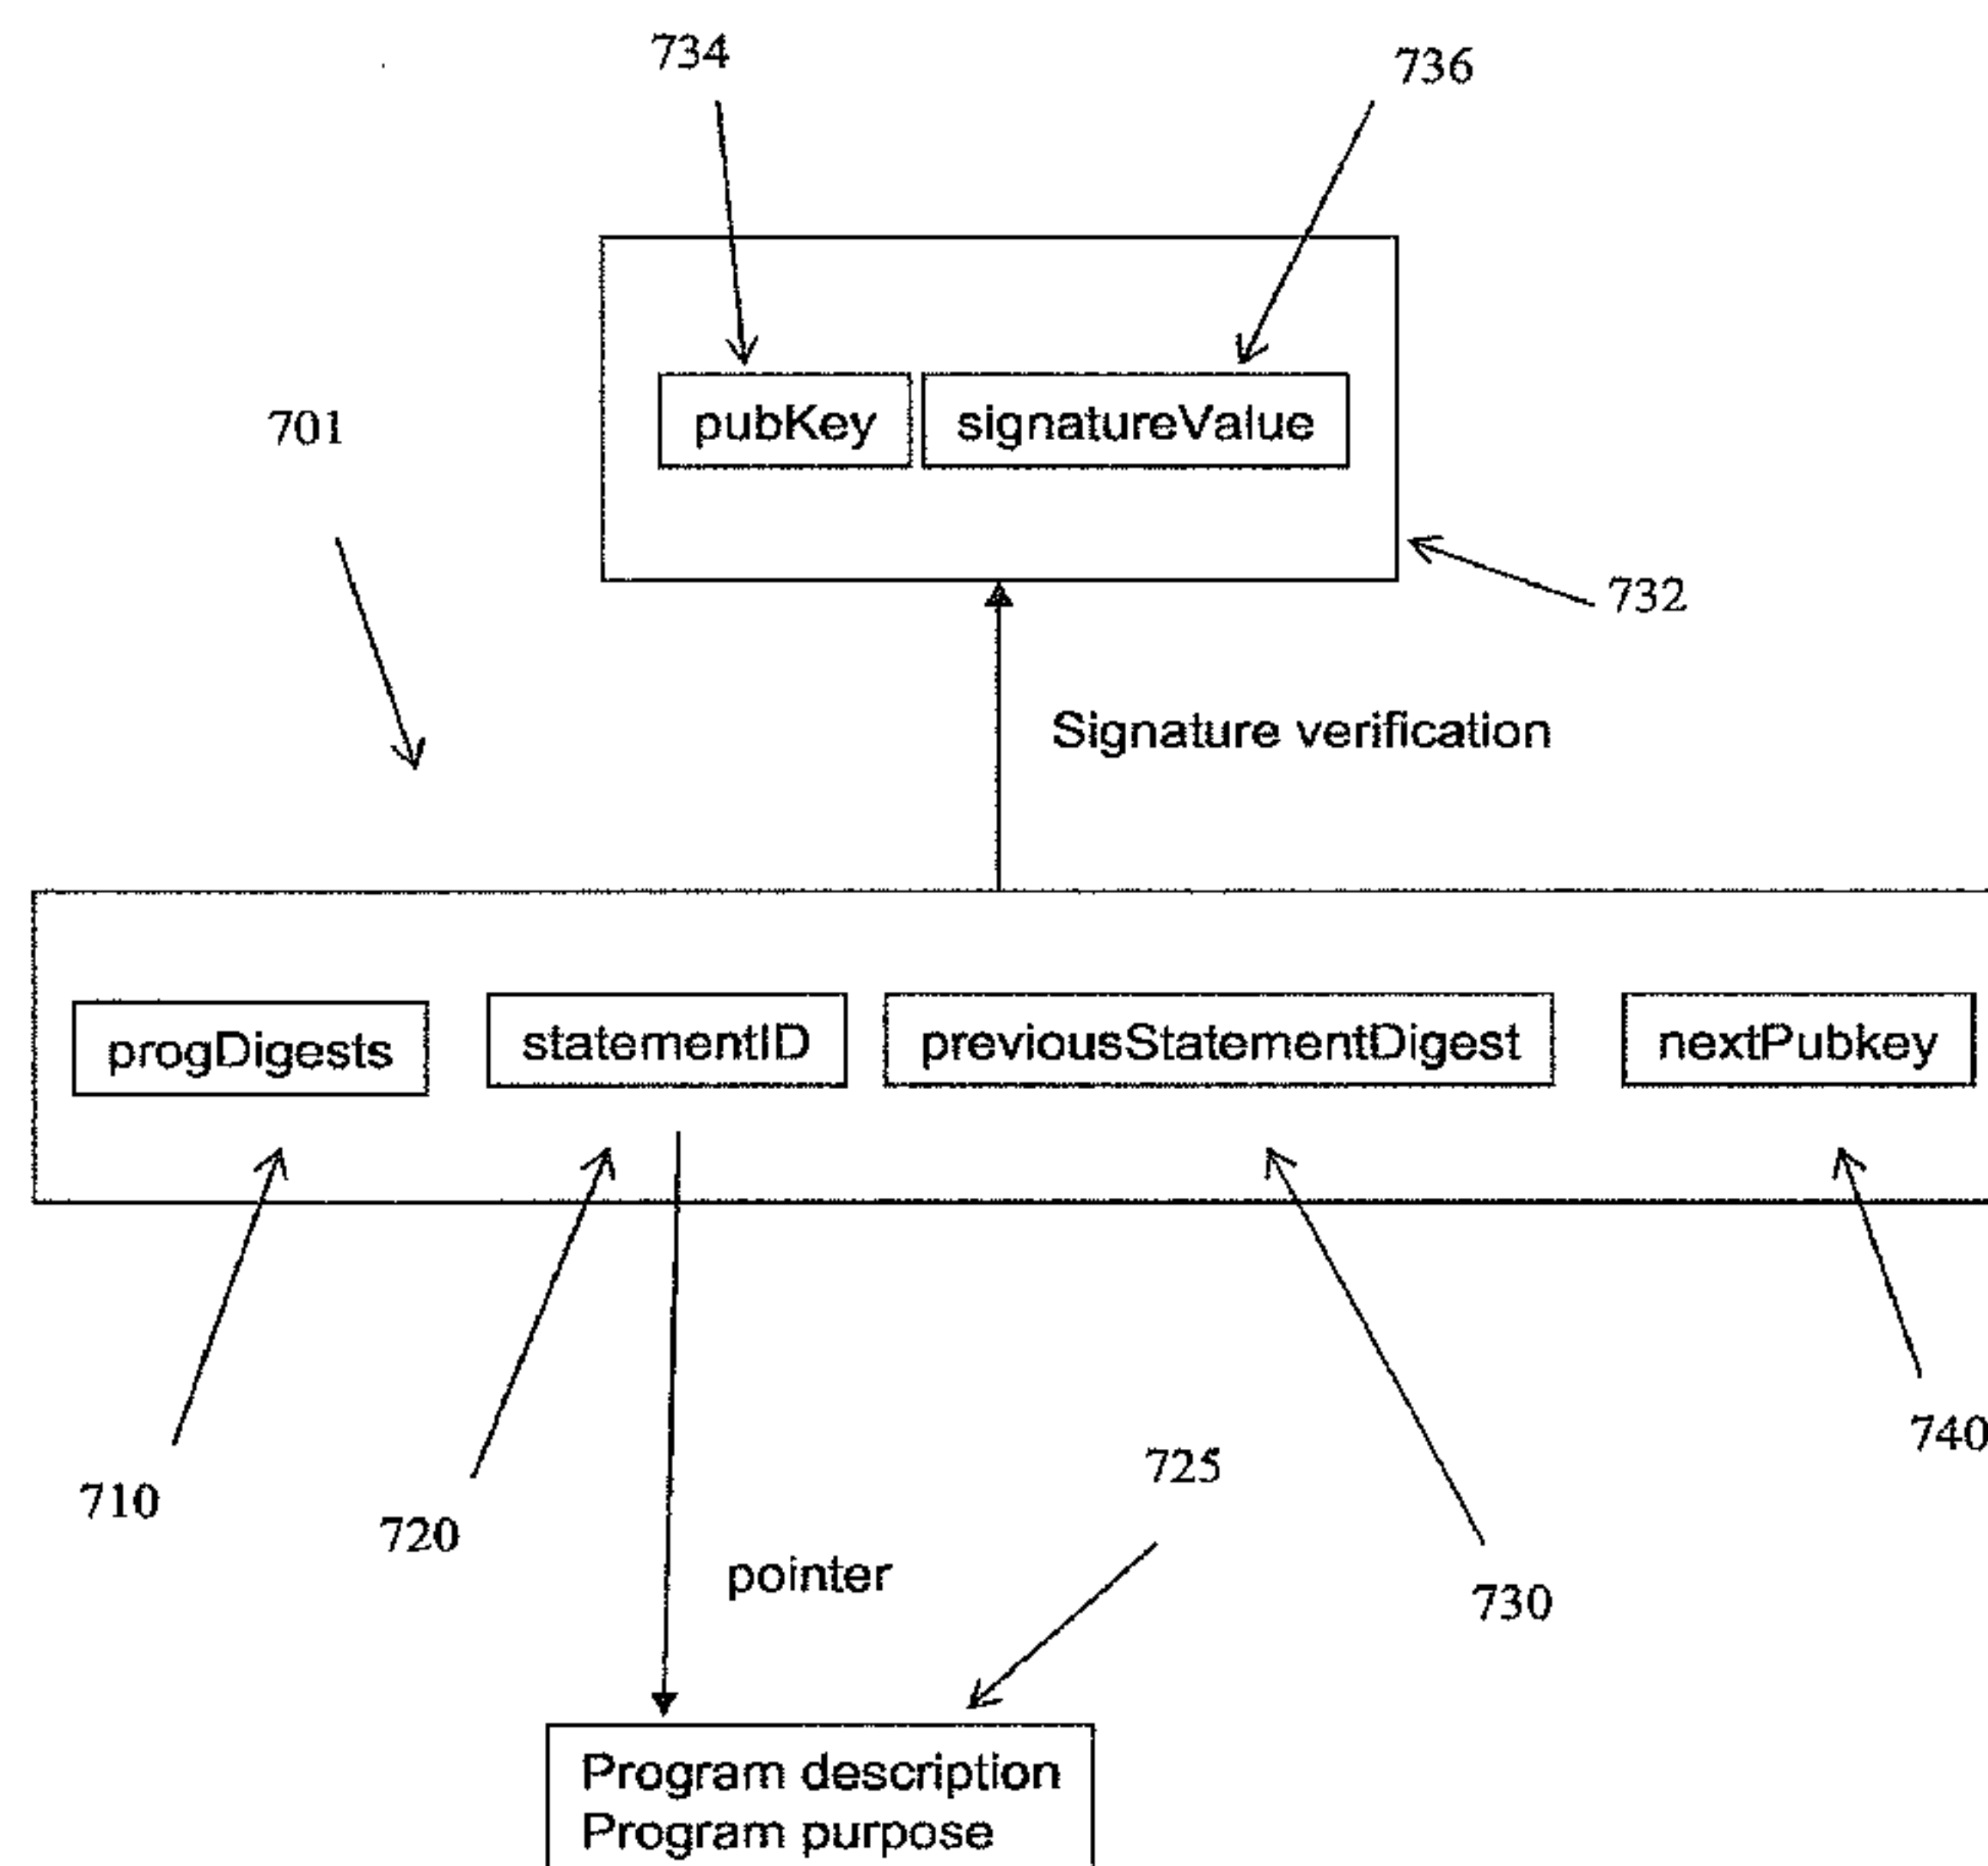 734
736
701
pubKey
signatureValue
732
Signature verification
progDigests
statementID
previousStatementDigest
nextPubkey
710
720
725
740
pointer
730
Program description
Program purpose